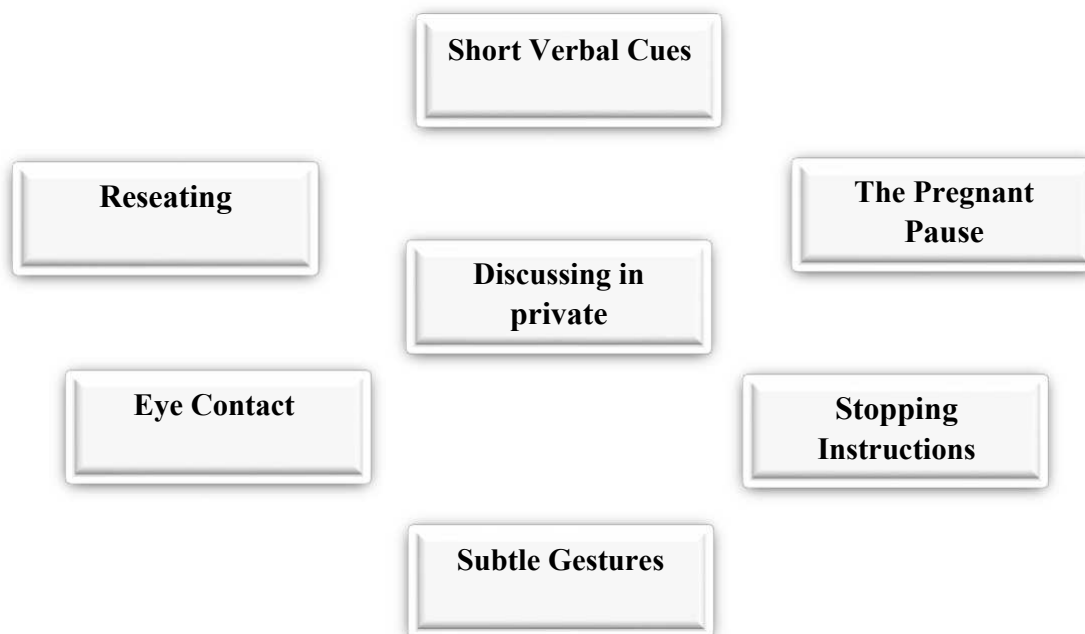 Short Verbal Cues
Reseating
The Pregnant
Pause
Discussing in
private
Eye Contact
Stopping
Instructions
Subtle Gestures